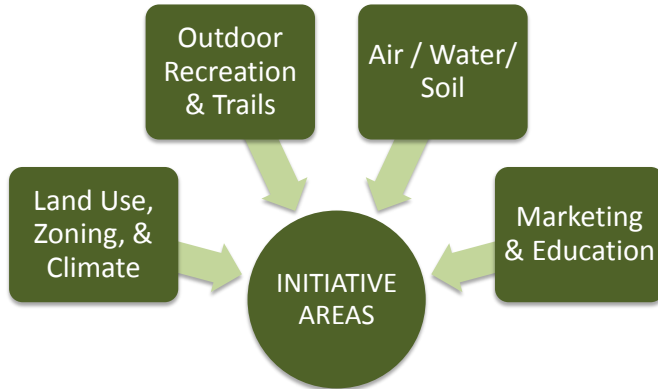 Outdoor
Recreation
& Trails
Air / Water/
Soil
Land Use,
Zoning, &
Climate
Marketing
& Education
INITIATIVE
AREAS